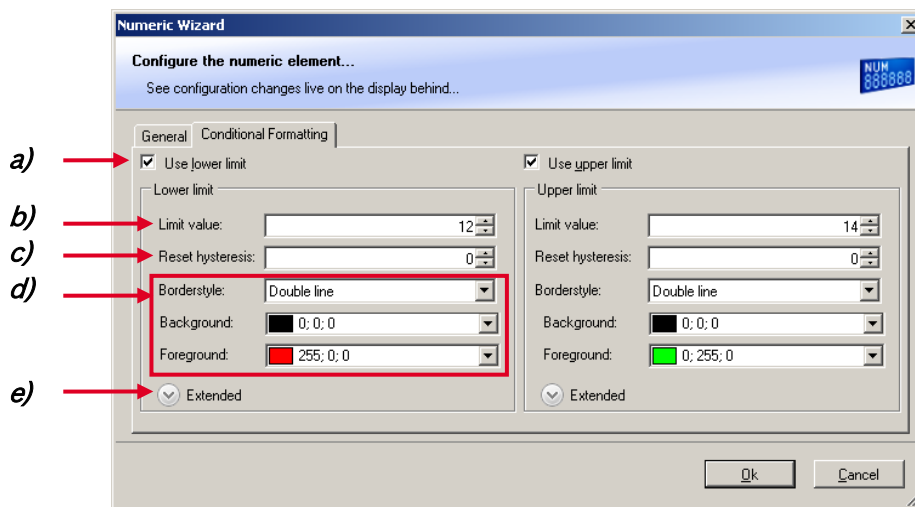 Numeric Wizard
Configure the numeric element...
See configuration changes live on the display behind...
NUM
888888
General Conditional Formatting
a) Use lower limit Use upper limit
Lower limit Upper limit
b) Limit value: 12 Limit value: 14
c) Reset hysteresis: 0 Reset hysteresis: 0
d) Borderstyle: Double line Borderstyle: Double line
Background: 0; 0; 0 Background: 0; 0; 0
Foreground: 255; 0; 0 Foreground: 0; 255; 0
e) Extended Extended
Ok Cancel